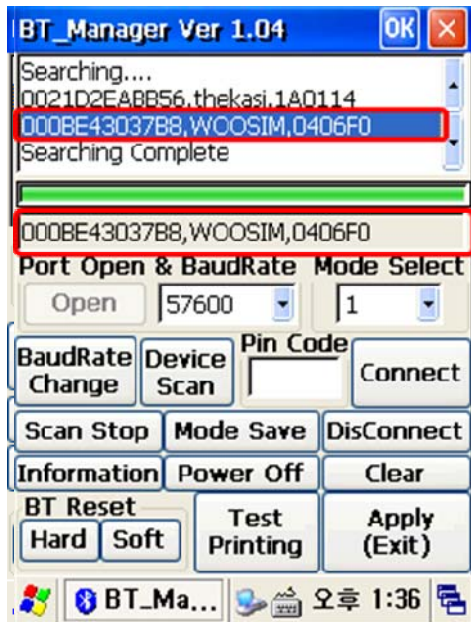 BT_Manager Ver 1.04 OK
Searching....
0021D2EABB56,thekasi,1A0114
000BE43037B8,WOOSIM,0406F0
Searching Complete
000BE43037B8,WOOSIM,0406F0
Port Open & BaudRate Mode Select
Open 57600 1
Pin Code
BaudRate Change
Device Scan
Connect
Scan Stop Mode Save DisConnect
Information Power Off Clear
BT Reset
Hard Soft
Test Printing
Apply (Exit)
BT_Ma... 오후 1:36